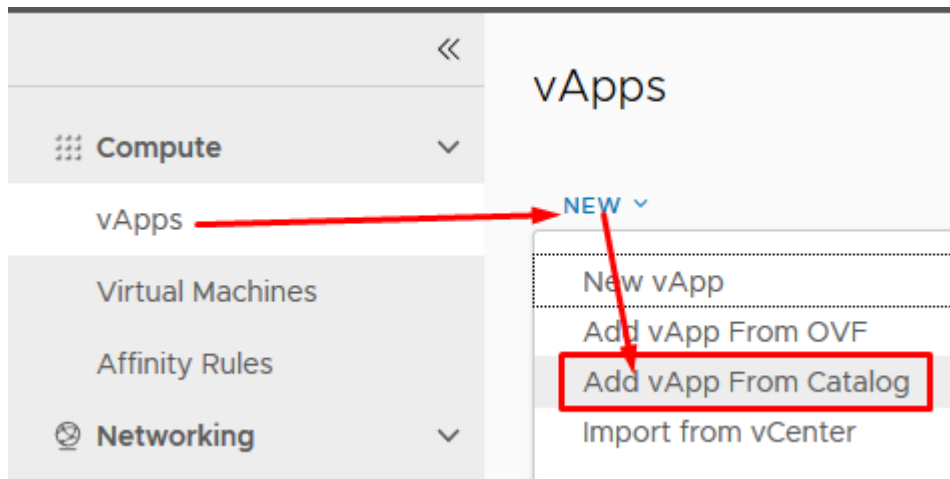 Compute
vApps
Virtual Machines
Affinity Rules
Networking
vApps
NEW
New vApp
Add vApp From OVF
Add vApp From Catalog
Import from vCenter